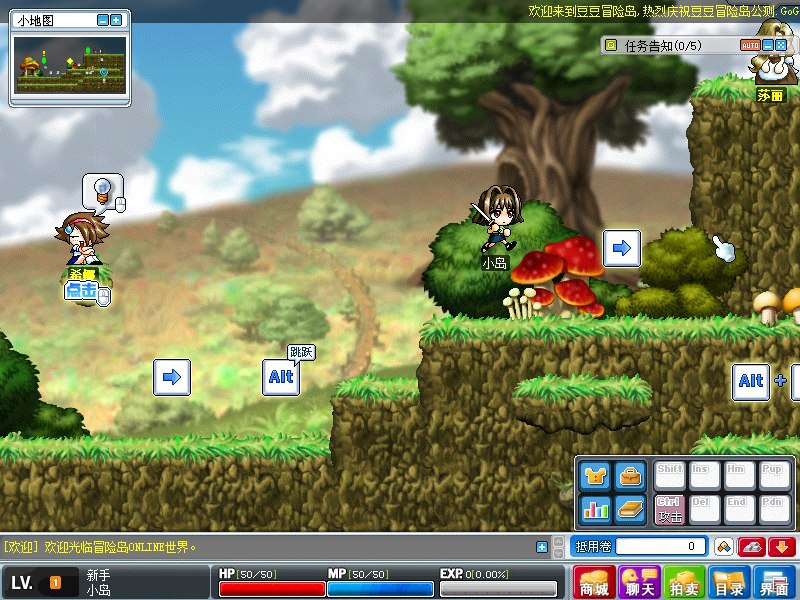 欢迎来到豆豆冒险岛,热烈庆祝豆豆冒险岛公测 GoG
小地图
任务告知(0/5)
AUTO
莎丽
希娜
点击
小岛
跳跃
Alt
Alt +
Shift Ins Hm Pup
Ctrl Del End Pdn
攻击
[欢迎] 欢迎光临冒险岛ONLINE世界。
抵用卷 0
LV. 1
新手
小岛
HP[50/50] MP[50/50] EXP.0[0.00%]
商城 聊天 拍卖 目录 界面